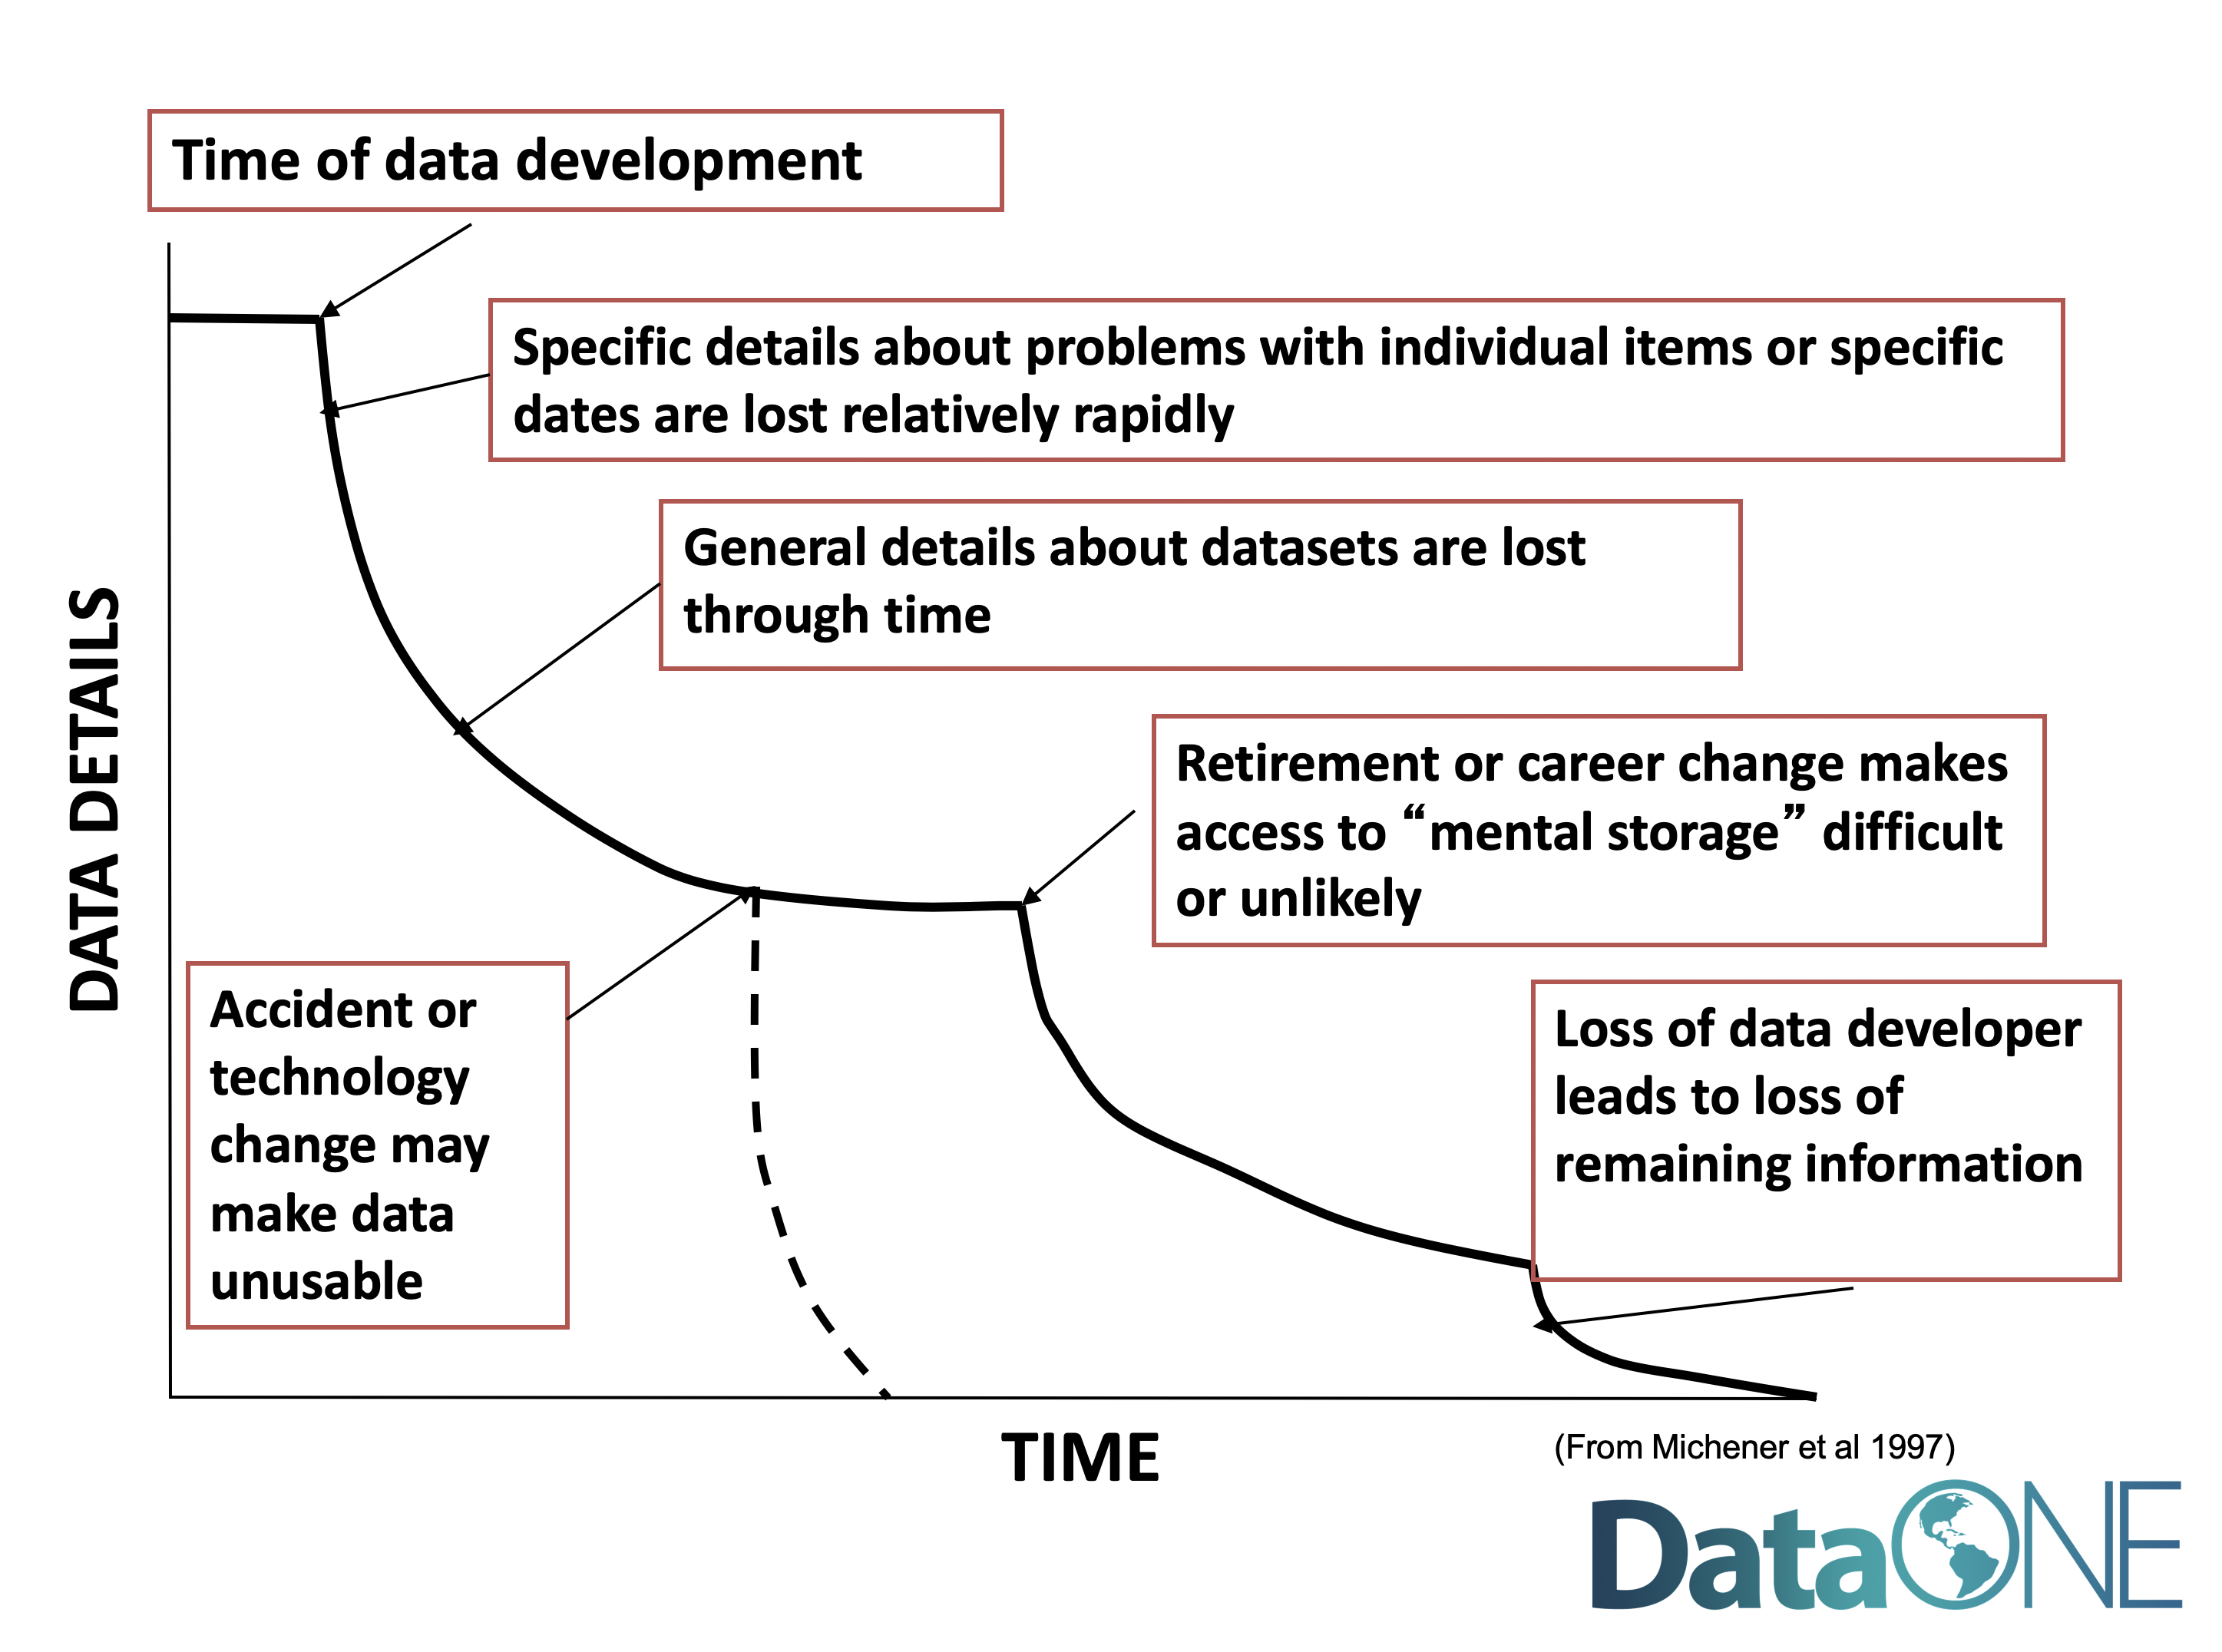 Time of data development
Specific details about problems with individual items or specific
dates are lost relatively rapidly
General details about datasets are lost
through time
Retirement or career change makes
access to “mental storage” difficult
or unlikely
Accident or
technology
change may
make data
unusable
Loss of data developer
leads to loss of
remaining information
DATA DETAILS
TIME
(From Michener et al 1997)
DataONE